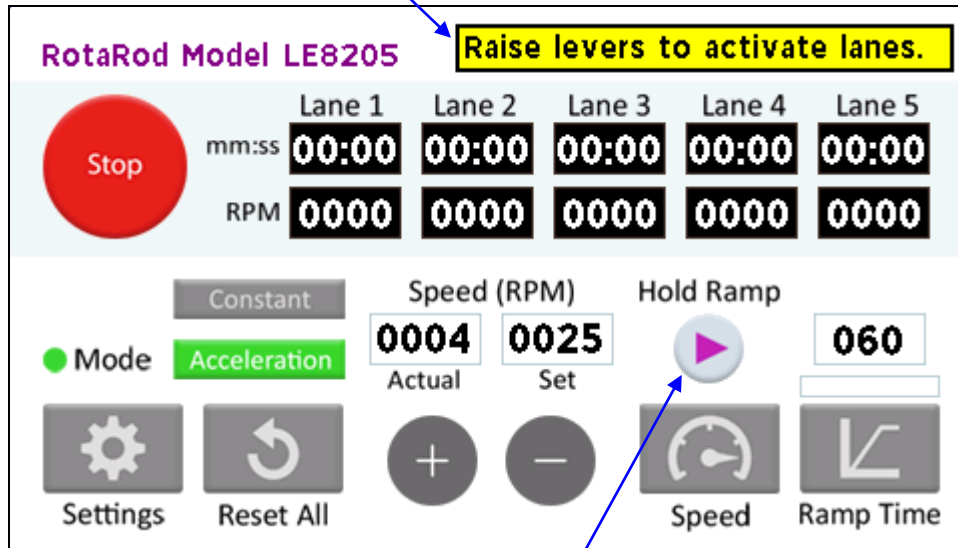 RotaRod Model LE8205
Raise levers to activate lanes.
Stop
Lane 1 Lane 2 Lane 3 Lane 4 Lane 5
mm:ss 00:00 00:00 00:00 00:00 00:00
RPM 0000 0000 0000 0000 0000
Constant
Speed (RPM)
Hold Ramp
Mode Acceleration
0004 0025
060
Actual Set
Settings Reset All
Speed Ramp Time